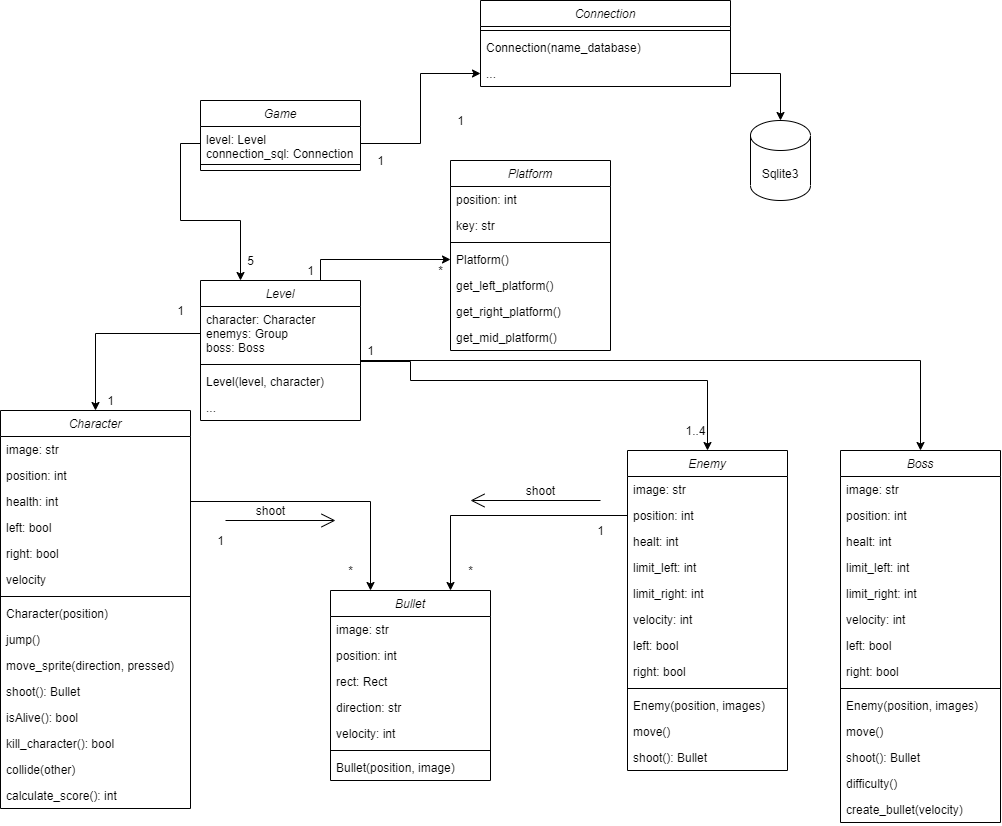 Connection
Connection(name_database)
...
Game
level: Level
connection_sql: Connection
1
1
Sqlite3
Platform
position: int
key: str
Platform()
get_left_platform()
get_right_platform()
get_mid_platform()
5
1
*
Level
character: Character
enemys: Group
boss: Boss
Level(level, character)
...
1
1
1
Character
image: str
position: int
health: int
left: bool
right: bool
velocity
Character(position)
jump()
move_sprite(direction, pressed)
shoot(): Bullet
isAlive(): bool
kill_character(): bool
collide(other)
calculate_score(): int
shoot
1
*
shoot
1
*
Bullet
image: str
position: int
rect: Rect
direction: str
velocity: int
Bullet(position, image)
1..4
Enemy
image: str
position: int
healt: int
limit_left: int
limit_right: int
velocity: int
left: bool
right: bool
Enemy(position, images)
move()
shoot(): Bullet
Boss
image: str
position: int
healt: int
limit_left: int
limit_right: int
velocity: int
left: bool
right: bool
Enemy(position, images)
move()
shoot(): Bullet
difficulty()
create_bullet(velocity)